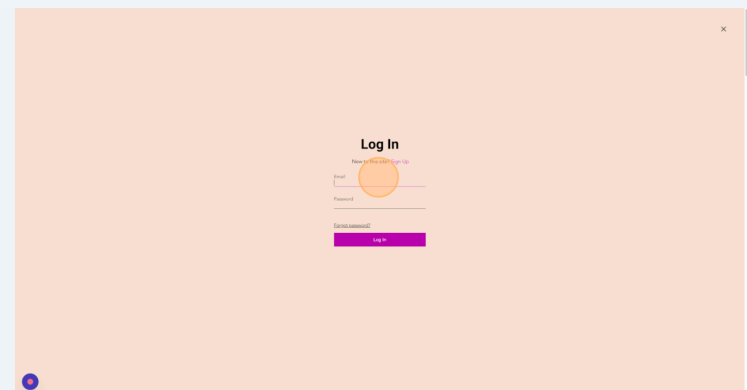 ×
Log In
New to this site? Sign Up
Email
Password
Forgot password?
Log In